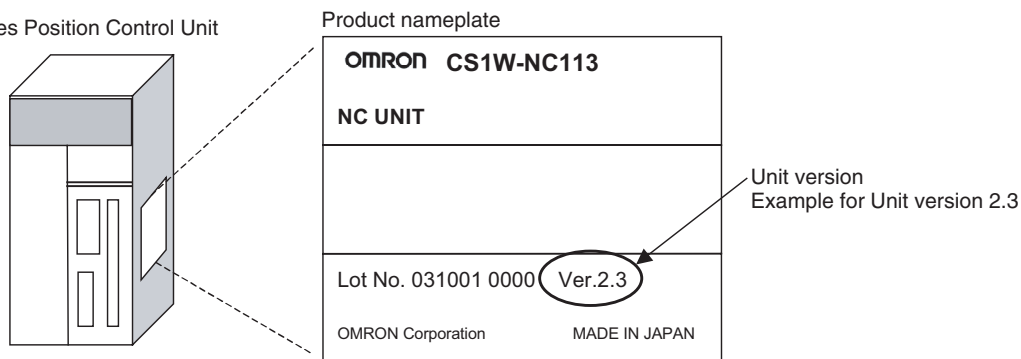 es Position Control Unit
Product nameplate
OMRON CS1W-NC113
NC UNIT
Unit version
Example for Unit version 2.3
Lot No. 031001 0000 Ver.2.3
OMRON Corporation MADE IN JAPAN